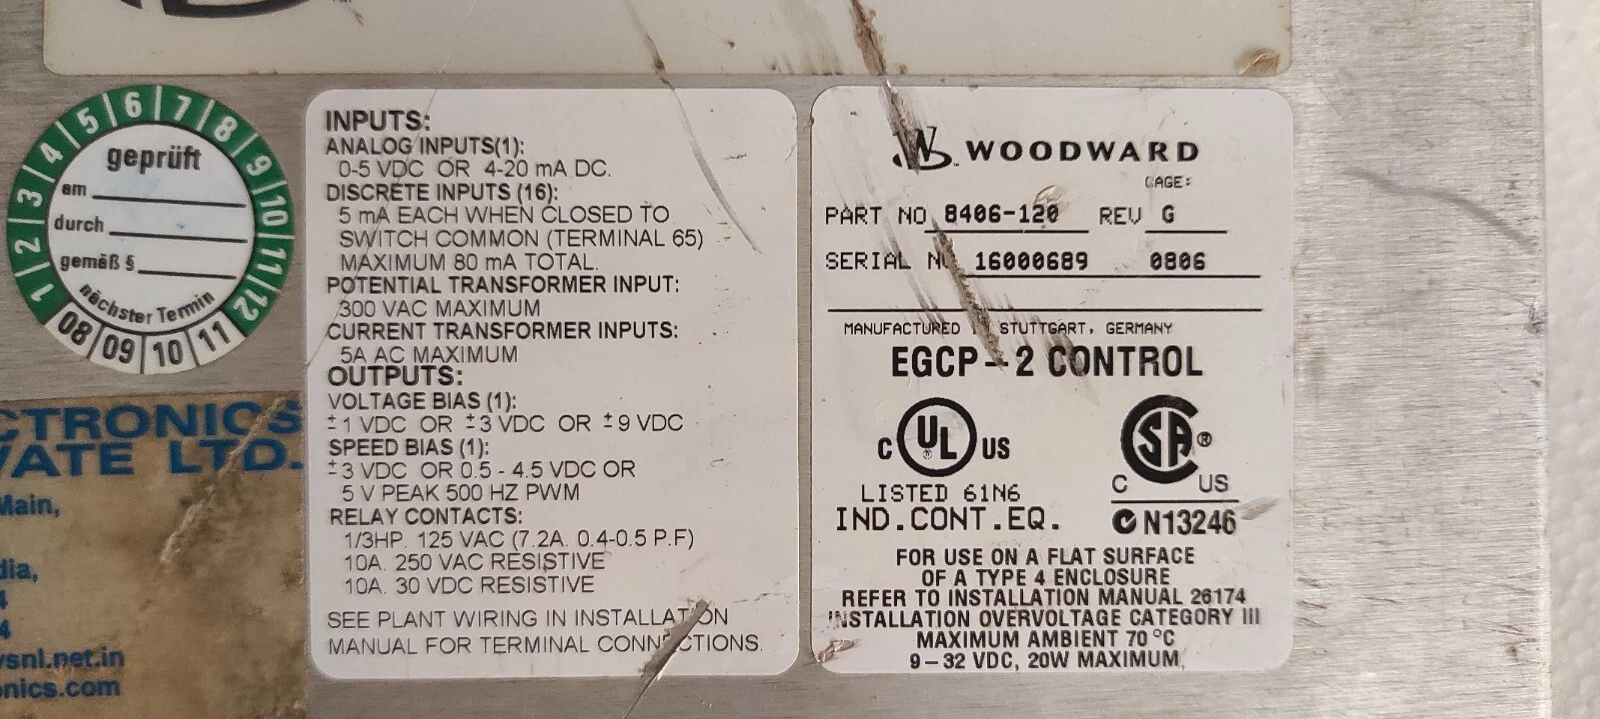 1 2 3 4 5 6 7 8 9 10 11 12
geprüft
am
durch
gemäß §
nächster Termin
08 09 10 11
CTRONICS
VATE LTD.
Main,
dia,
4
4
vsnl.net.in
onics.com
INPUTS:
ANALOG INPUTS(1):
0-5 VDC OR 4-20 mA DC.
DISCRETE INPUTS (16):
5 mA EACH WHEN CLOSED TO
SWITCH COMMON (TERMINAL 65)
MAXIMUM 80 mA TOTAL.
POTENTIAL TRANSFORMER INPUT:
300 VAC MAXIMUM
CURRENT TRANSFORMER INPUTS:
5A AC MAXIMUM
OUTPUTS:
VOLTAGE BIAS (1):
±1 VDC OR ±3 VDC OR ±9 VDC
SPEED BIAS (1):
±3 VDC OR 0.5 - 4.5 VDC OR
5 V PEAK 500 HZ PWM
RELAY CONTACTS:
1/3HP. 125 VAC (7.2A. 0.4-0.5 P.F)
10A. 250 VAC RESISTIVE
10A. 30 VDC RESISTIVE
SEE PLANT WIRING IN INSTALLATION
MANUAL FOR TERMINAL CONNECTIONS.
WOODWARD
CAGE:
PART NO 8406-120 REV G
SERIAL NO 16000689 0806
MANUFACTURED IN STUTTGART, GERMANY
EGCP-2 CONTROL
C UL ® US
LISTED 61N6
IND.CONT.EQ.
SA ®
C US
N13246
FOR USE ON A FLAT SURFACE
OF A TYPE 4 ENCLOSURE
REFER TO INSTALLATION MANUAL 26174
INSTALLATION OVERVOLTAGE CATEGORY III
MAXIMUM AMBIENT 70 °C
9-32 VDC, 20W MAXIMUM